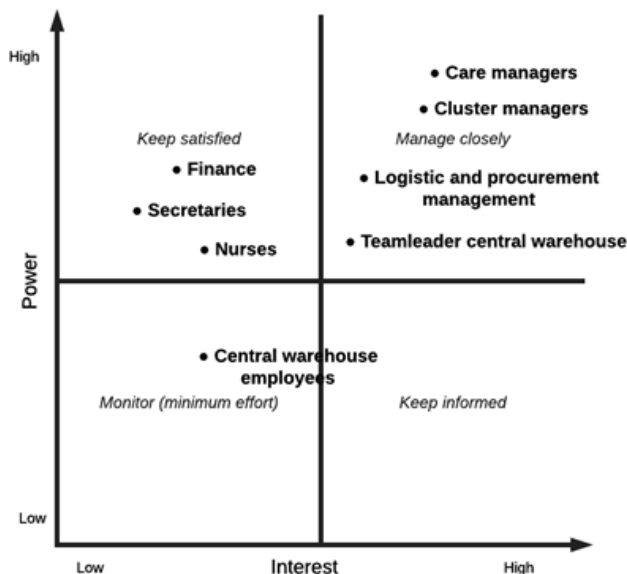 High
Care managers
Cluster managers
Keep satisfied
Manage closely
Finance
Logistic and procurement
management
Secretaries
Teamleader central warehouse
Nurses
Power
Central warehouse
employees
Monitor (minimum effort)
Keep informed
Low
Low
Interest
High